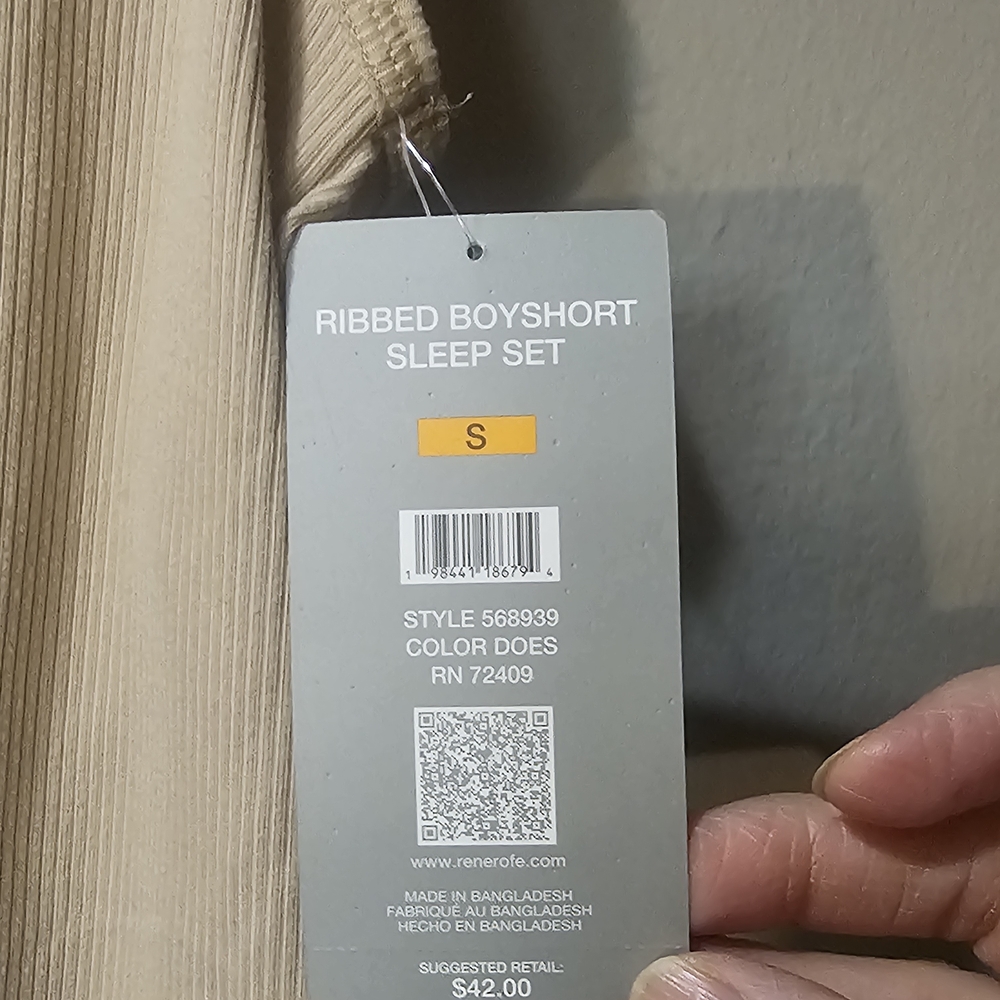 RIBBED BOYSHORT
SLEEP SET
S
1 98441 18679 4
STYLE 568939
COLOR DOES
RN 72409
www.renerofe.com
MADE IN BANGLADESH
FABRIQUÉ AU BANGLADESH
HECHO EN BANGLADESH
SUGGESTED RETAIL:
$42.00